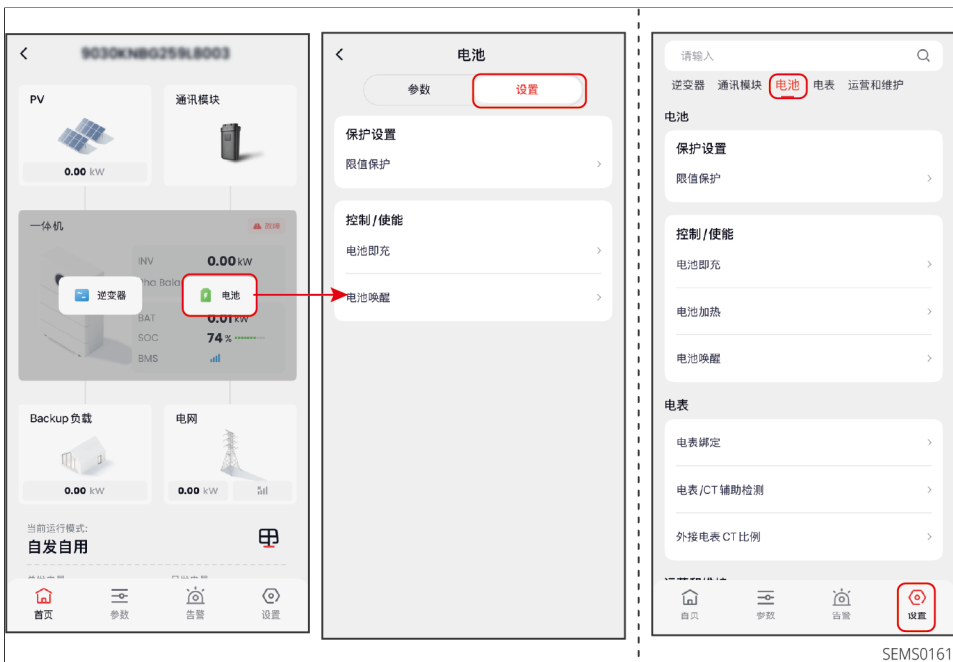 PV
通讯模块
0.00 kW
一体机
故障
INV
0.00 kW
逆变器
电池
BAT
0.01 kW
SOC
74 %
BMS
Backup 负载
电网
0.00 kW
0.00 kW
当前运行模式:
自发自用
首页
参数
告警
设置
电池
参数
设置
保护设置
限值保护
控制/使能
电池即充
电池唤醒
请输入
逆变器 通讯模块 电池 电表 运营和维护
电池
保护设置
限值保护
控制/使能
电池即充
电池加热
电池唤醒
电表
电表绑定
电表/CT 辅助检测
外接电表 CT 比例
首页
参数
告警
设置
SEMS0161